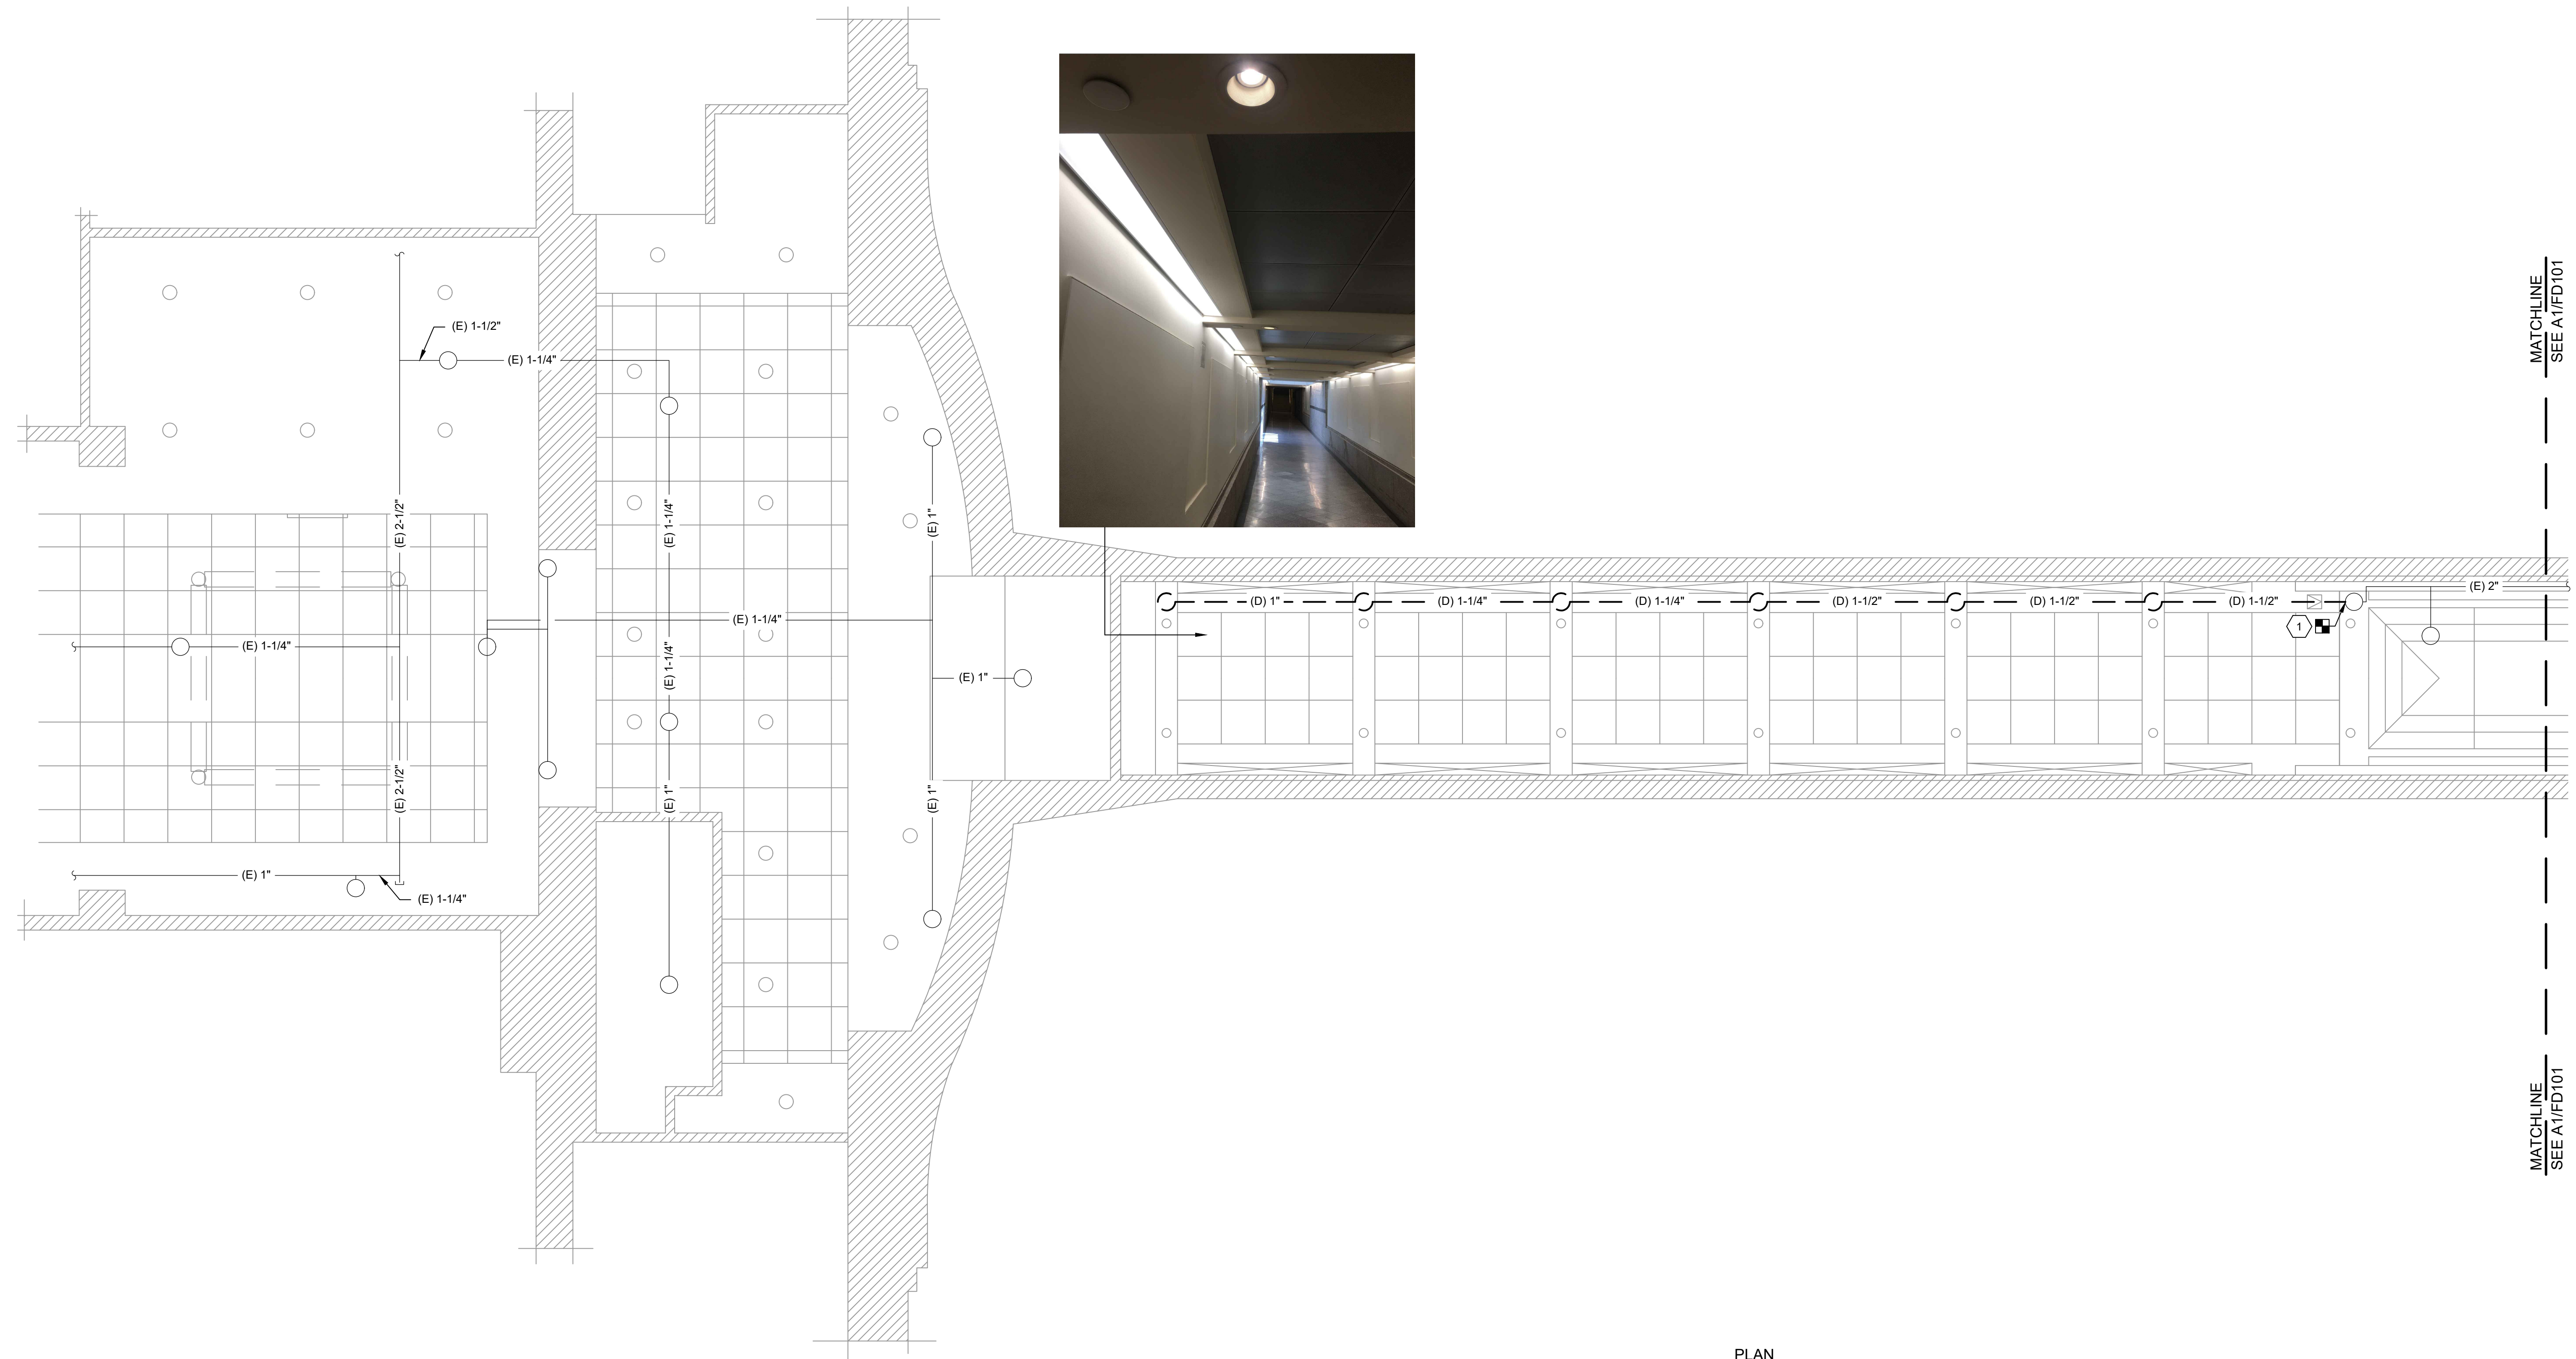 (E) 1-1/2"
(E) 1-1/4"
(E) 2-1/2"
(E) 1-1/4"
(E) 1"
MATCHLINE
SEE A1/FD101
(E) 2"
(D) 1"
(D) 1-1/4"
(D) 1-1/4"
(D) 1-1/2"
(D) 1-1/2"
(D) 1-1/2"
1
(E) 1-1/4"
(E) 1-1/4"
(E) 1-1/4"
(E) 1"
(E) 2-1/2"
(E) 1"
(E) 1"
(E) 1"
(E) 1-1/4"
MATCHLINE
SEE A1/FD101
PLAN